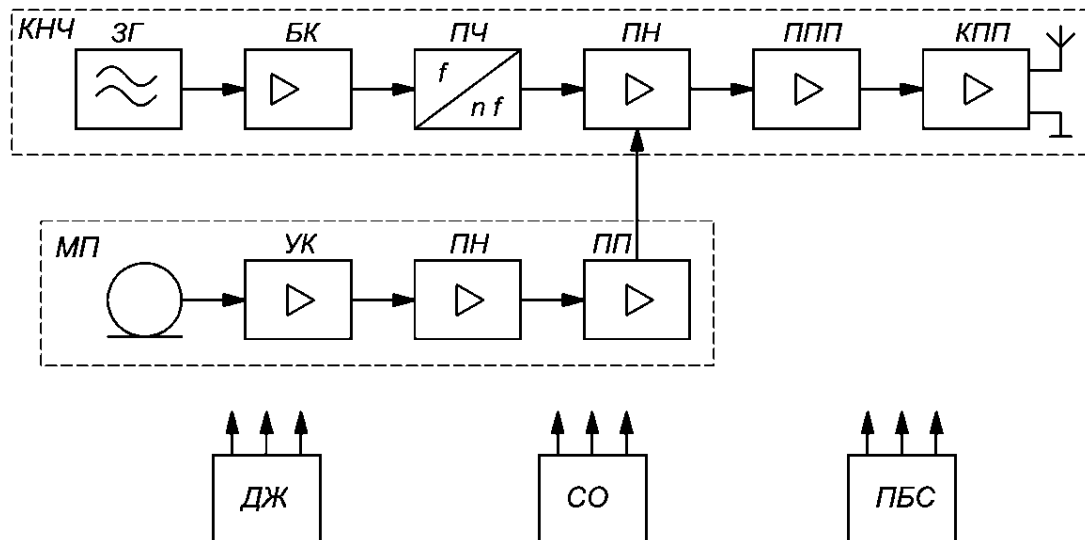 КНЧ ЗГ БК ПЧ ПН ППП КПП
f
n f
МП УК ПН ПП
ДЖ СО ПБС